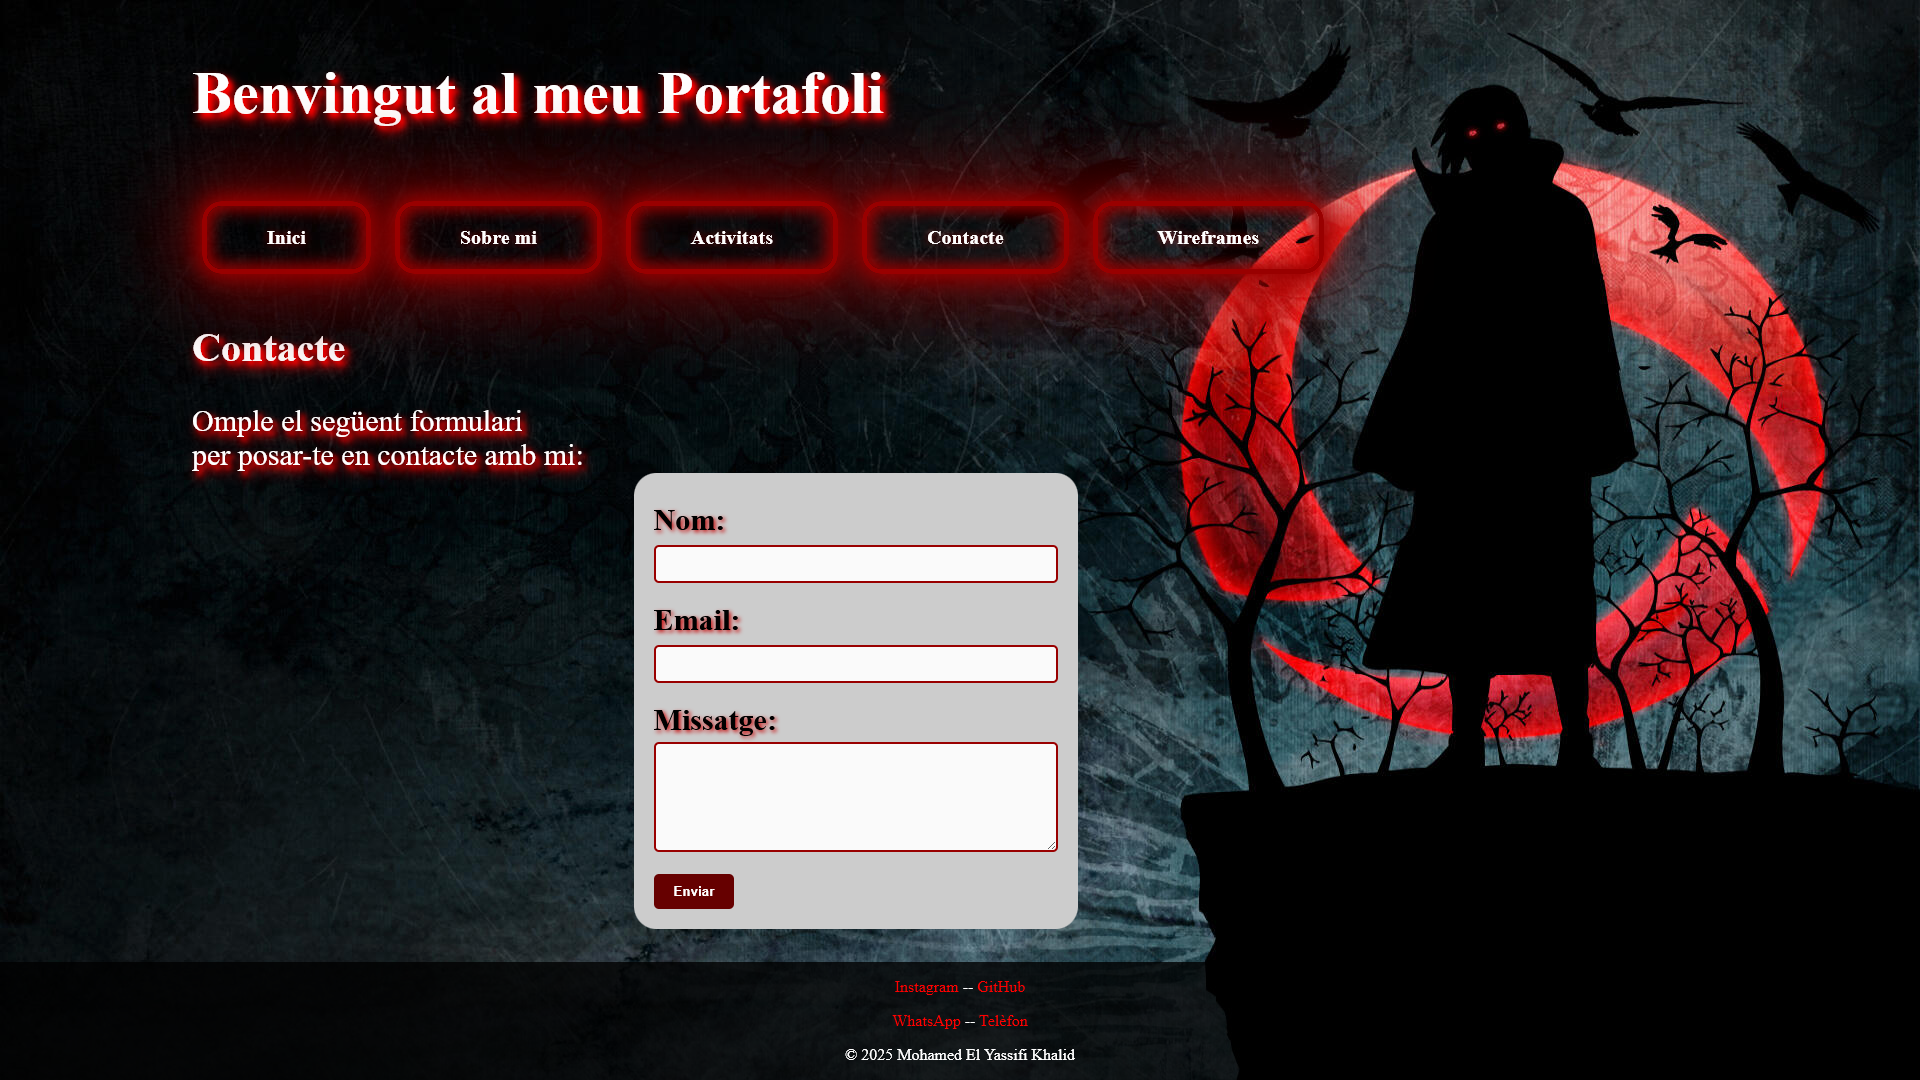 Benvingut al meu Portafoli
Inici
Sobre mi
Activitats
Contacte
Wireframes
Contacte
Omple el següent formulari
per posar-te en contacte amb mi:
Nom:
Email:
Missatge:
Enviar
Instagram -- GitHub
WhatsApp -- Telèfon
© 2025 Mohamed El Yassifi Khalid